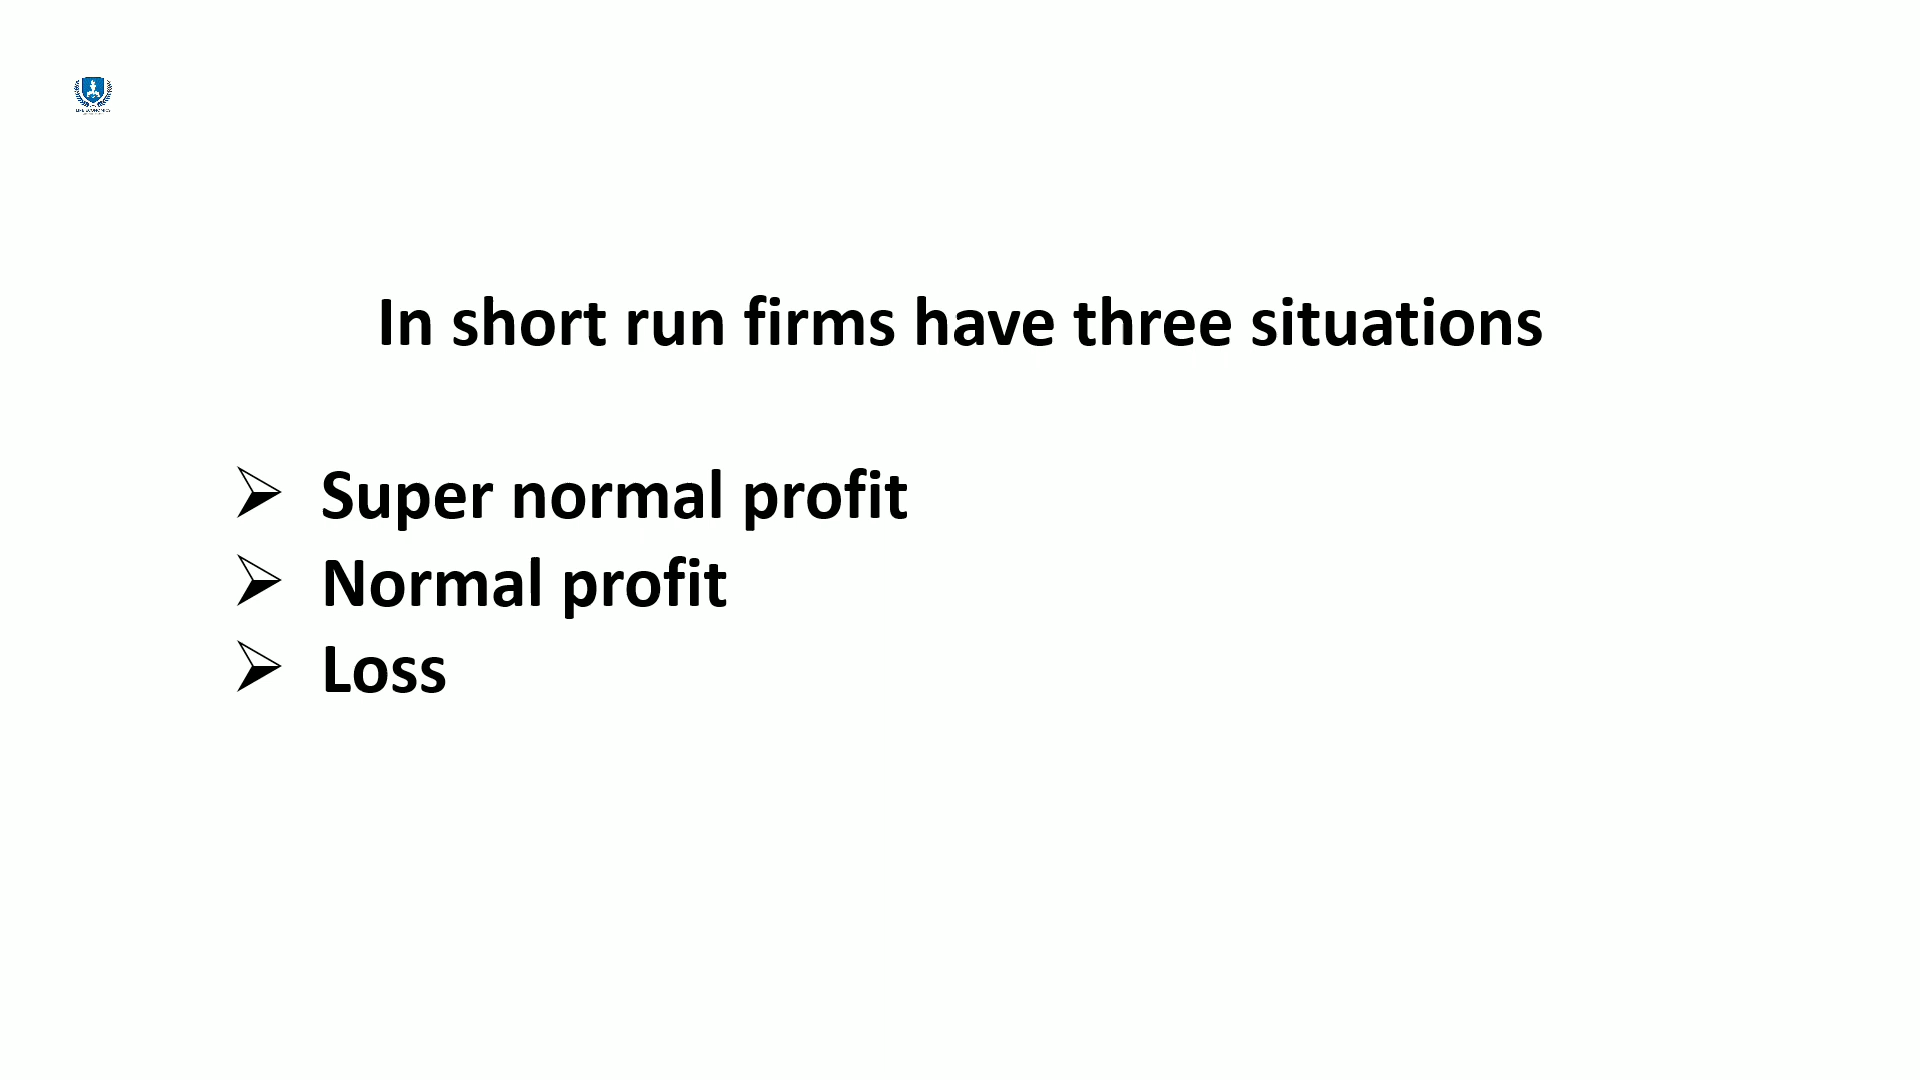 In short run firms have three situations
Super normal profit
Normal profit
Loss